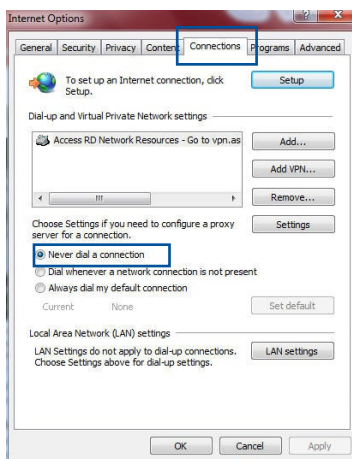 Internet Options
General Security Privacy Content Connections Programs Advanced
To set up an Internet connection, click
Setup.
Setup
Dial-up and Virtual Private Network settings
Access RD Network Resources - Go to vpn.as
Add...
Add VPN...
Remove...
Choose Settings if you need to configure a proxy
server for a connection.
Settings
Never dial a connection
Dial whenever a network connection is not present
Always dial my default connection
Current None
Set default
Local Area Network (LAN) settings
LAN Settings do not apply to dial-up connections.
Choose Settings above for dial-up settings.
LAN settings
OK Cancel Apply